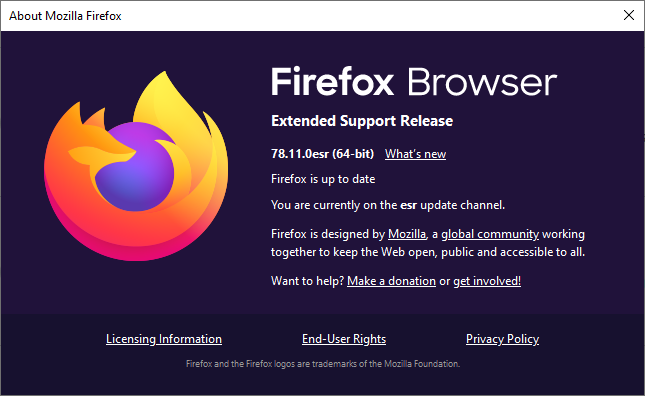 About Mozilla Firefox
Firefox Browser
Extended Support Release
78.11.0esr (64-bit) What's new
Firefox is up to date
You are currently on the esr update channel.
Firefox is designed by Mozilla, a global community working
together to keep the Web open, public and accessible to all.
Want to help? Make a donation or get involved!
Licensing Information End-User Rights Privacy Policy
Firefox and the Firefox logos are trademarks of the Mozilla Foundation.